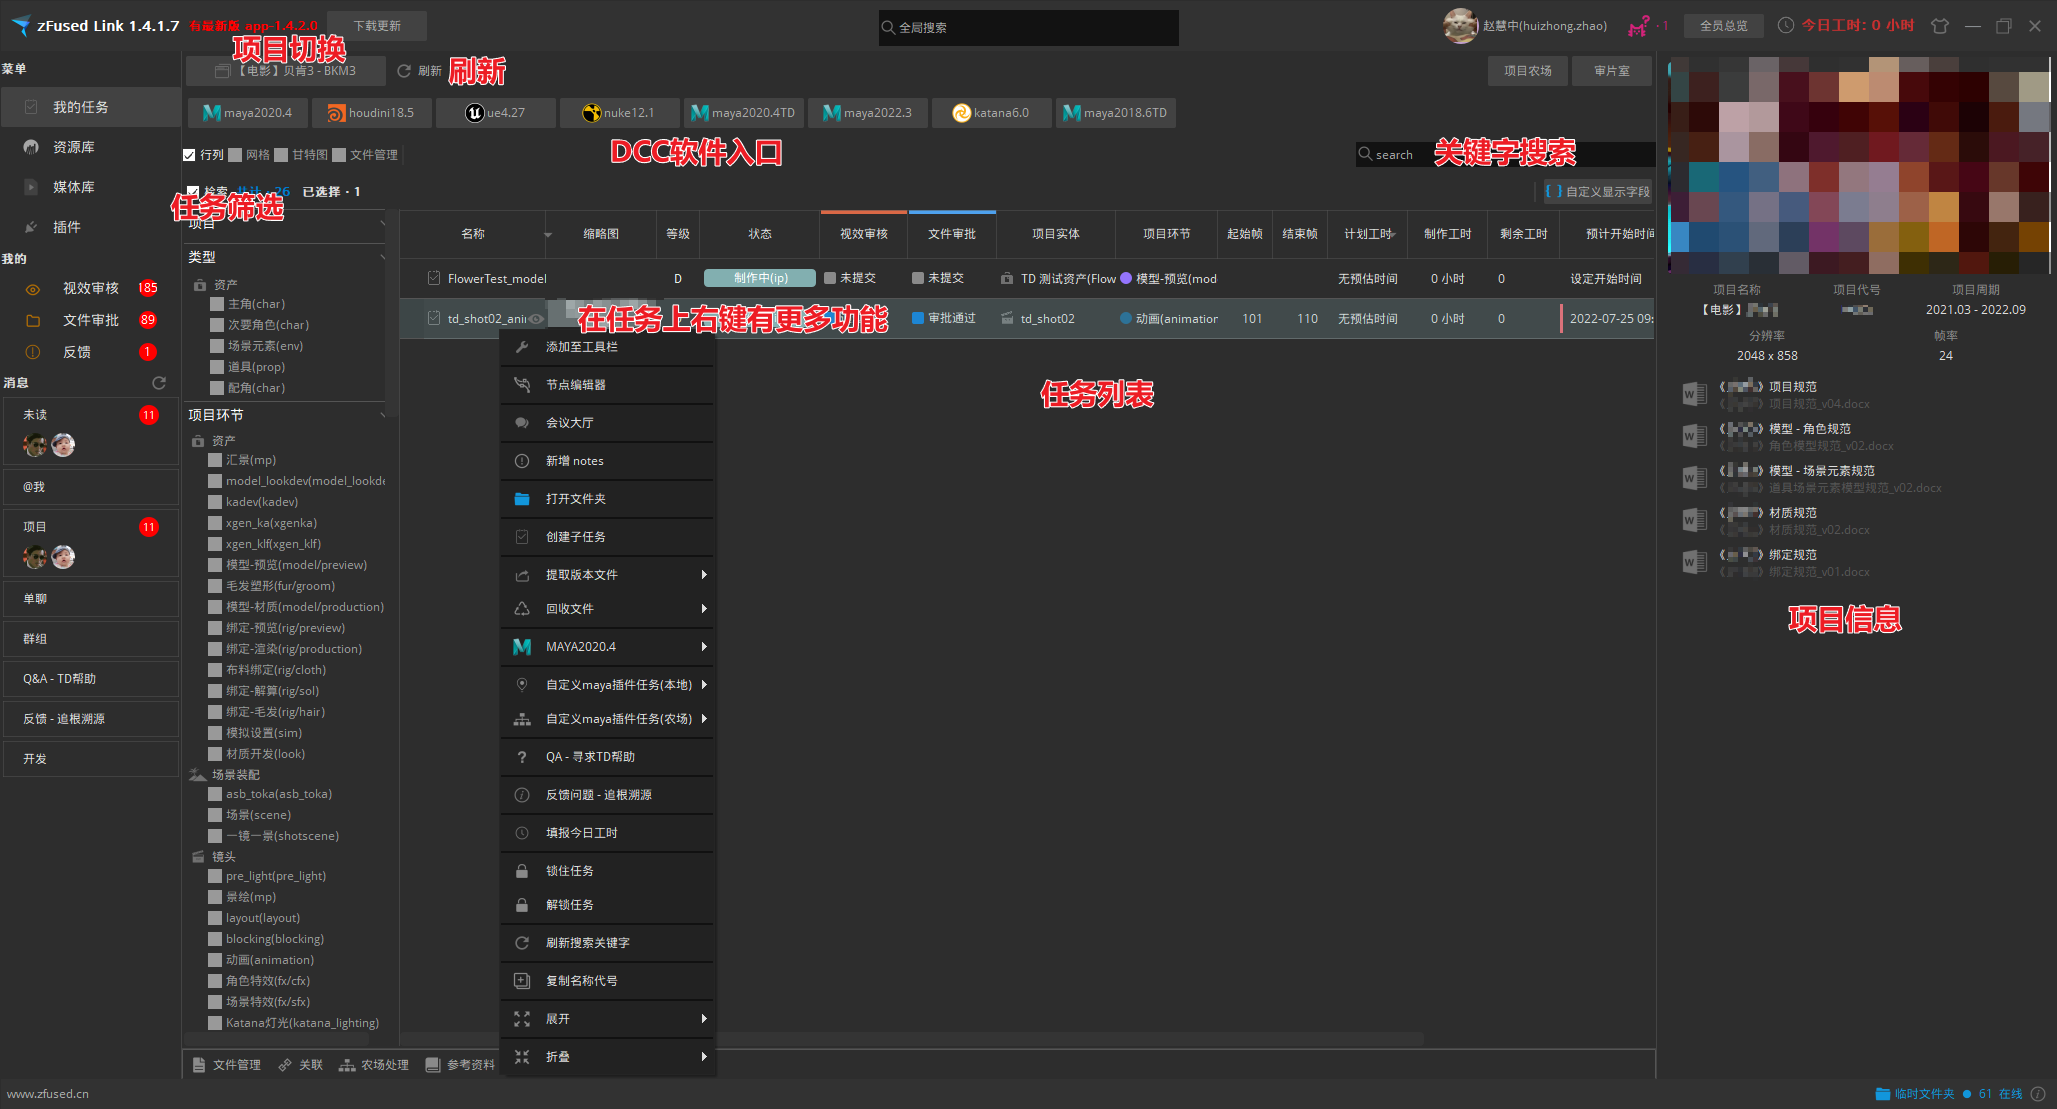 zFused Link 1.4.1.7
有最新版 app-1.4.2.0
下载更新
全局搜索
赵慧中(huizhong.zhao)
· 1
全员总览
今日工时: 0 小时
项目切换
菜单
【电影】贝肯3 - BKM3
刷新
刷新
项目农场
审片室
我的任务
资源库
媒体库
插件
maya2020.4
houdini18.5
ue4.27
nuke12.1
maya2020.4TD
maya2022.3
katana6.0
maya2018.6TD
DCC软件入口
行列
网格
甘特图
文件管理
search
关键字搜索
检索
共计 · 26
已选择 · 1
自定义显示字段
任务筛选
我的
视效审核
185
文件审批
89
反馈
1
消息
未读
11
@我
项目
11
单聊
群组
Q&A - TD帮助
反馈 - 追根溯源
开发
项目
类型
资产
主角(char)
次要角色(char)
场景元素(env)
道具(prop)
配角(char)
项目环节
资产
汇景(mp)
model_lookdev(model_lookde
kadev(kadev)
xgen_ka(xgenka)
xgen_klf(xgen_klf)
模型-预览(model/preview)
毛发塑形(fur/groom)
模型-材质(model/production)
绑定-预览(rig/preview)
绑定-渲染(rig/production)
布料绑定(rig/cloth)
绑定-解算(rig/sol)
绑定-毛发(rig/hair)
模拟设置(sim)
材质开发(look)
场景装配
asb_toka(asb_toka)
场景(scene)
一镜一景(shotscene)
镜头
pre_light(pre_light)
景绘(mp)
layout(layout)
blocking(blocking)
动画(animation)
角色特效(fx/cfx)
场景特效(fx/sfx)
Katana灯光(katana_lighting)
名称
缩略图
等级
状态
视效审核
文件审批
项目实体
项目环节
起始帧
结束帧
计划工时
制作工时
剩余工时
预计开始时间
FlowerTest_model
D
制作中(ip)
未提交
未提交
TD 测试资产(Flow
模型-预览(mod
无预估时间
0 小时
0
设定开始时间
td_shot02_anin
在任务上右键有更多功能
审批通过
td_shot02
动画(animation
101
110
无预估时间
0 小时
0
2022-07-25 09:
任务列表
添加至工具栏
节点编辑器
会议大厅
新增 notes
打开文件夹
创建子任务
提取版本文件
回收文件
MAYA2020.4
自定义maya插件任务(本地)
自定义maya插件任务(农场)
QA - 寻求TD帮助
反馈问题 - 追根溯源
填报今日工时
锁住任务
解锁任务
刷新搜索关键字
复制名称代号
展开
折叠
项目名称
项目代号
项目周期
【电影】
2021.03 - 2022.09
分辨率
帧率
2048 x 858
24
《 》项目规范
《 》项目规范_v04.docx
《 》模型 - 角色规范
《 》角色模型规范_v02.docx
《 》模型 - 场景元素规范
《 》道具场景元素模型规范_v02.docx
《 》材质规范
《 》材质规范_v02.docx
《 》绑定规范
《 》绑定规范_v01.docx
项目信息
文件管理
关联
农场处理
参考资料
www.zfused.cn
临时文件夹
61 在线